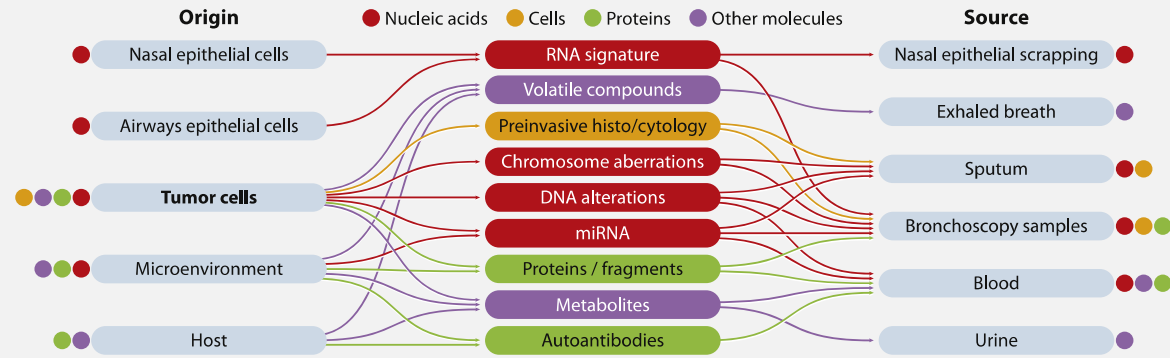 Origin
Nucleic acids
Cells
Proteins
Other molecules
Source
Nasal epithelial cells
RNA signature
Nasal epithelial scrapping
Volatile compounds
Exhaled breath
Airways epithelial cells
Preinvasive histo/cytology
Chromosome aberrations
Sputum
Tumor cells
DNA alterations
miRNA
Bronchoscopy samples
Microenvironment
Proteins / fragments
Blood
Metabolites
Host
Autoantibodies
Urine